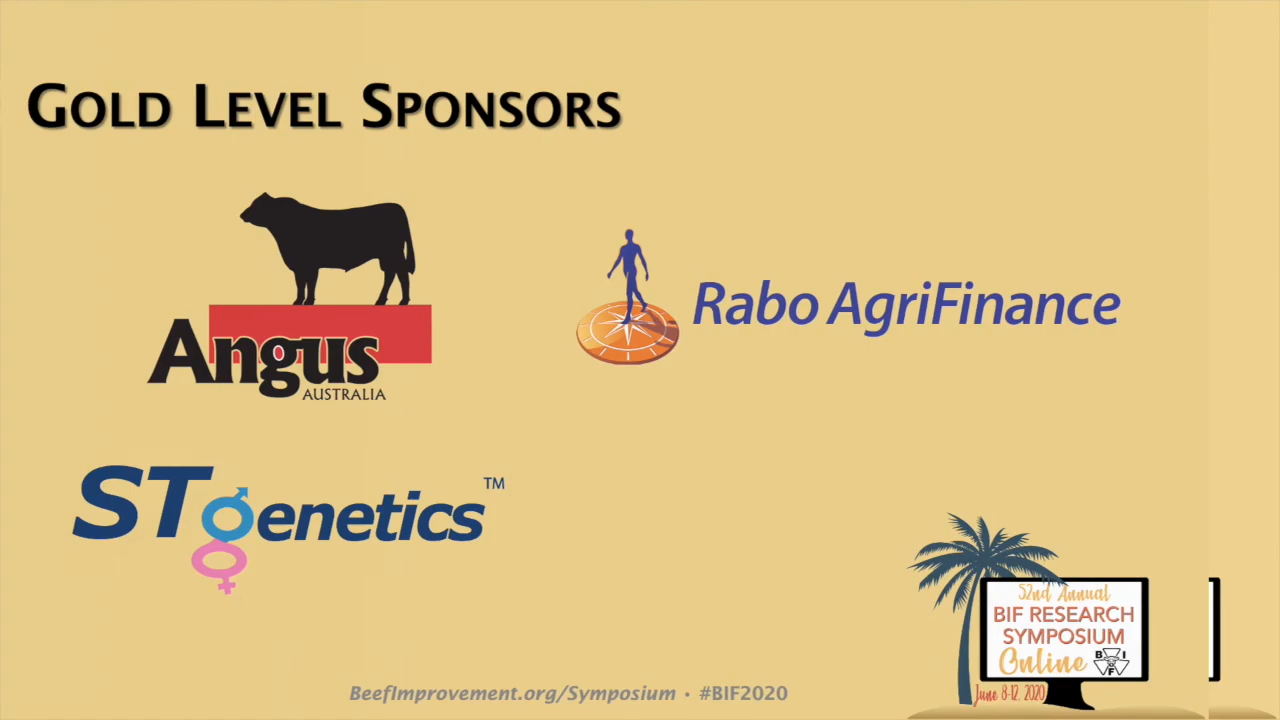 GOLD LEVEL SPONSORS
Angus
AUSTRALIA
Rabo AgriFinance
STgenetics™
52nd Annual
BIF RESEARCH
SYMPOSIUM
Online
B I
F
June 8-12, 2020
BeefImprovement.org/Symposium • #BIF2020